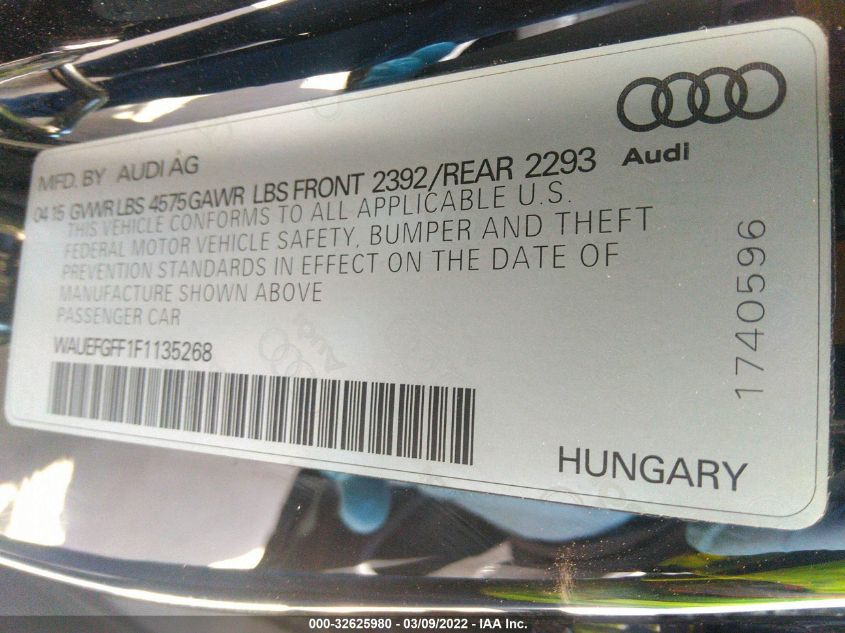 MFD. BY AUDI AG
04 15 GVWR LBS 4575 GAWR LBS FRONT 2392/REAR 2293
THIS VEHICLE CONFORMS TO ALL APPLICABLE U.S.
FEDERAL MOTOR VEHICLE SAFETY, BUMPER AND THEFT
PREVENTION STANDARDS IN EFFECT ON THE DATE OF
MANUFACTURE SHOWN ABOVE
PASSENGER CAR
WAUEFGFF1F1135268
Audi
1740596
Audi
HUNGARY
000-32625980 - 03/09/2022 - IAA Inc.